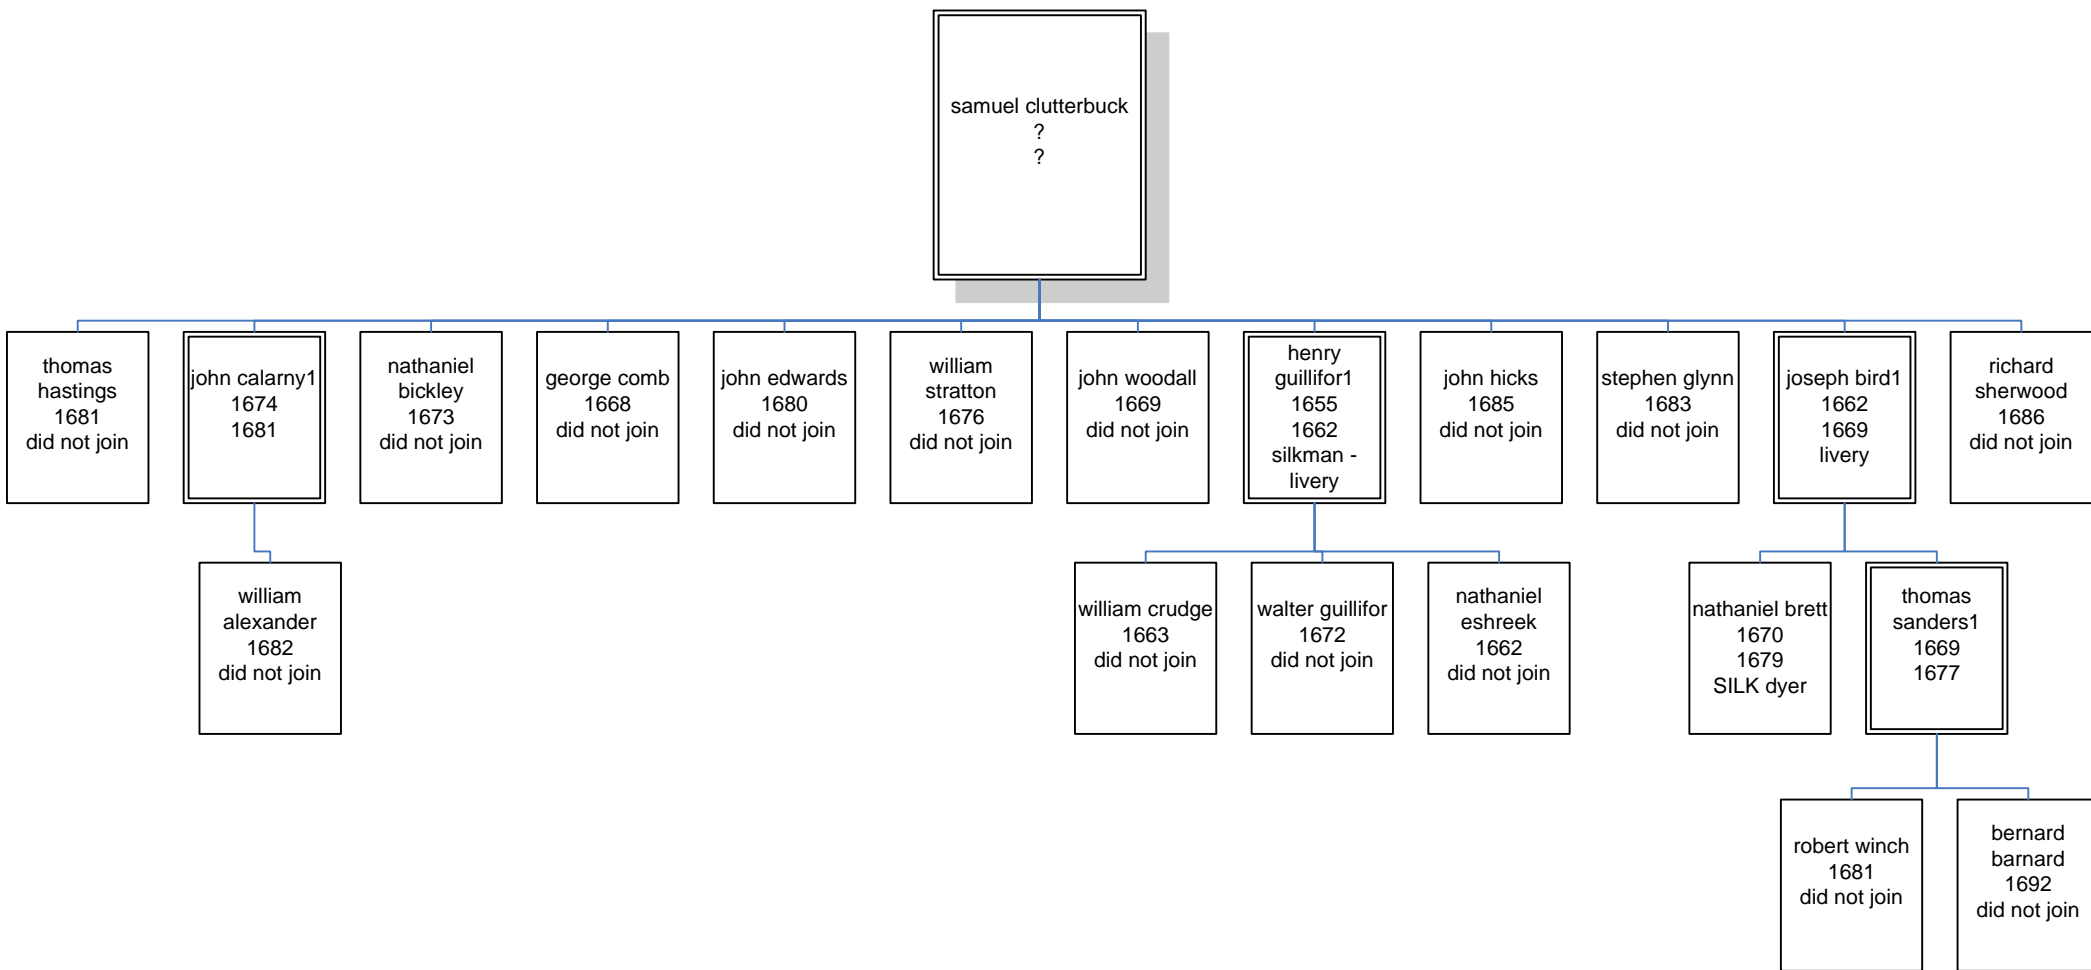 samuel clutterbuck
?
?
thomas
hastings
1681
did not join
john calarny1
1674
1681
nathaniel
bickley
1673
did not join
george comb
1668
did not join
john edwards
1680
did not join
william
stratton
1676
did not join
john woodall
1669
did not join
henry
guillifor1
1655
1662
silkman -
livery
john hicks
1685
did not join
stephen glynn
1683
did not join
joseph bird1
1662
1669
livery
richard
sherwood
1686
did not join
william
alexander
1682
did not join
william crudge
1663
did not join
walter guillifor
1672
did not join
nathaniel
eshreek
1662
did not join
nathaniel brett
1670
1679
SILK dyer
thomas
sanders1
1669
1677
robert winch
1681
did not join
bernard
barnard
1692
did not join